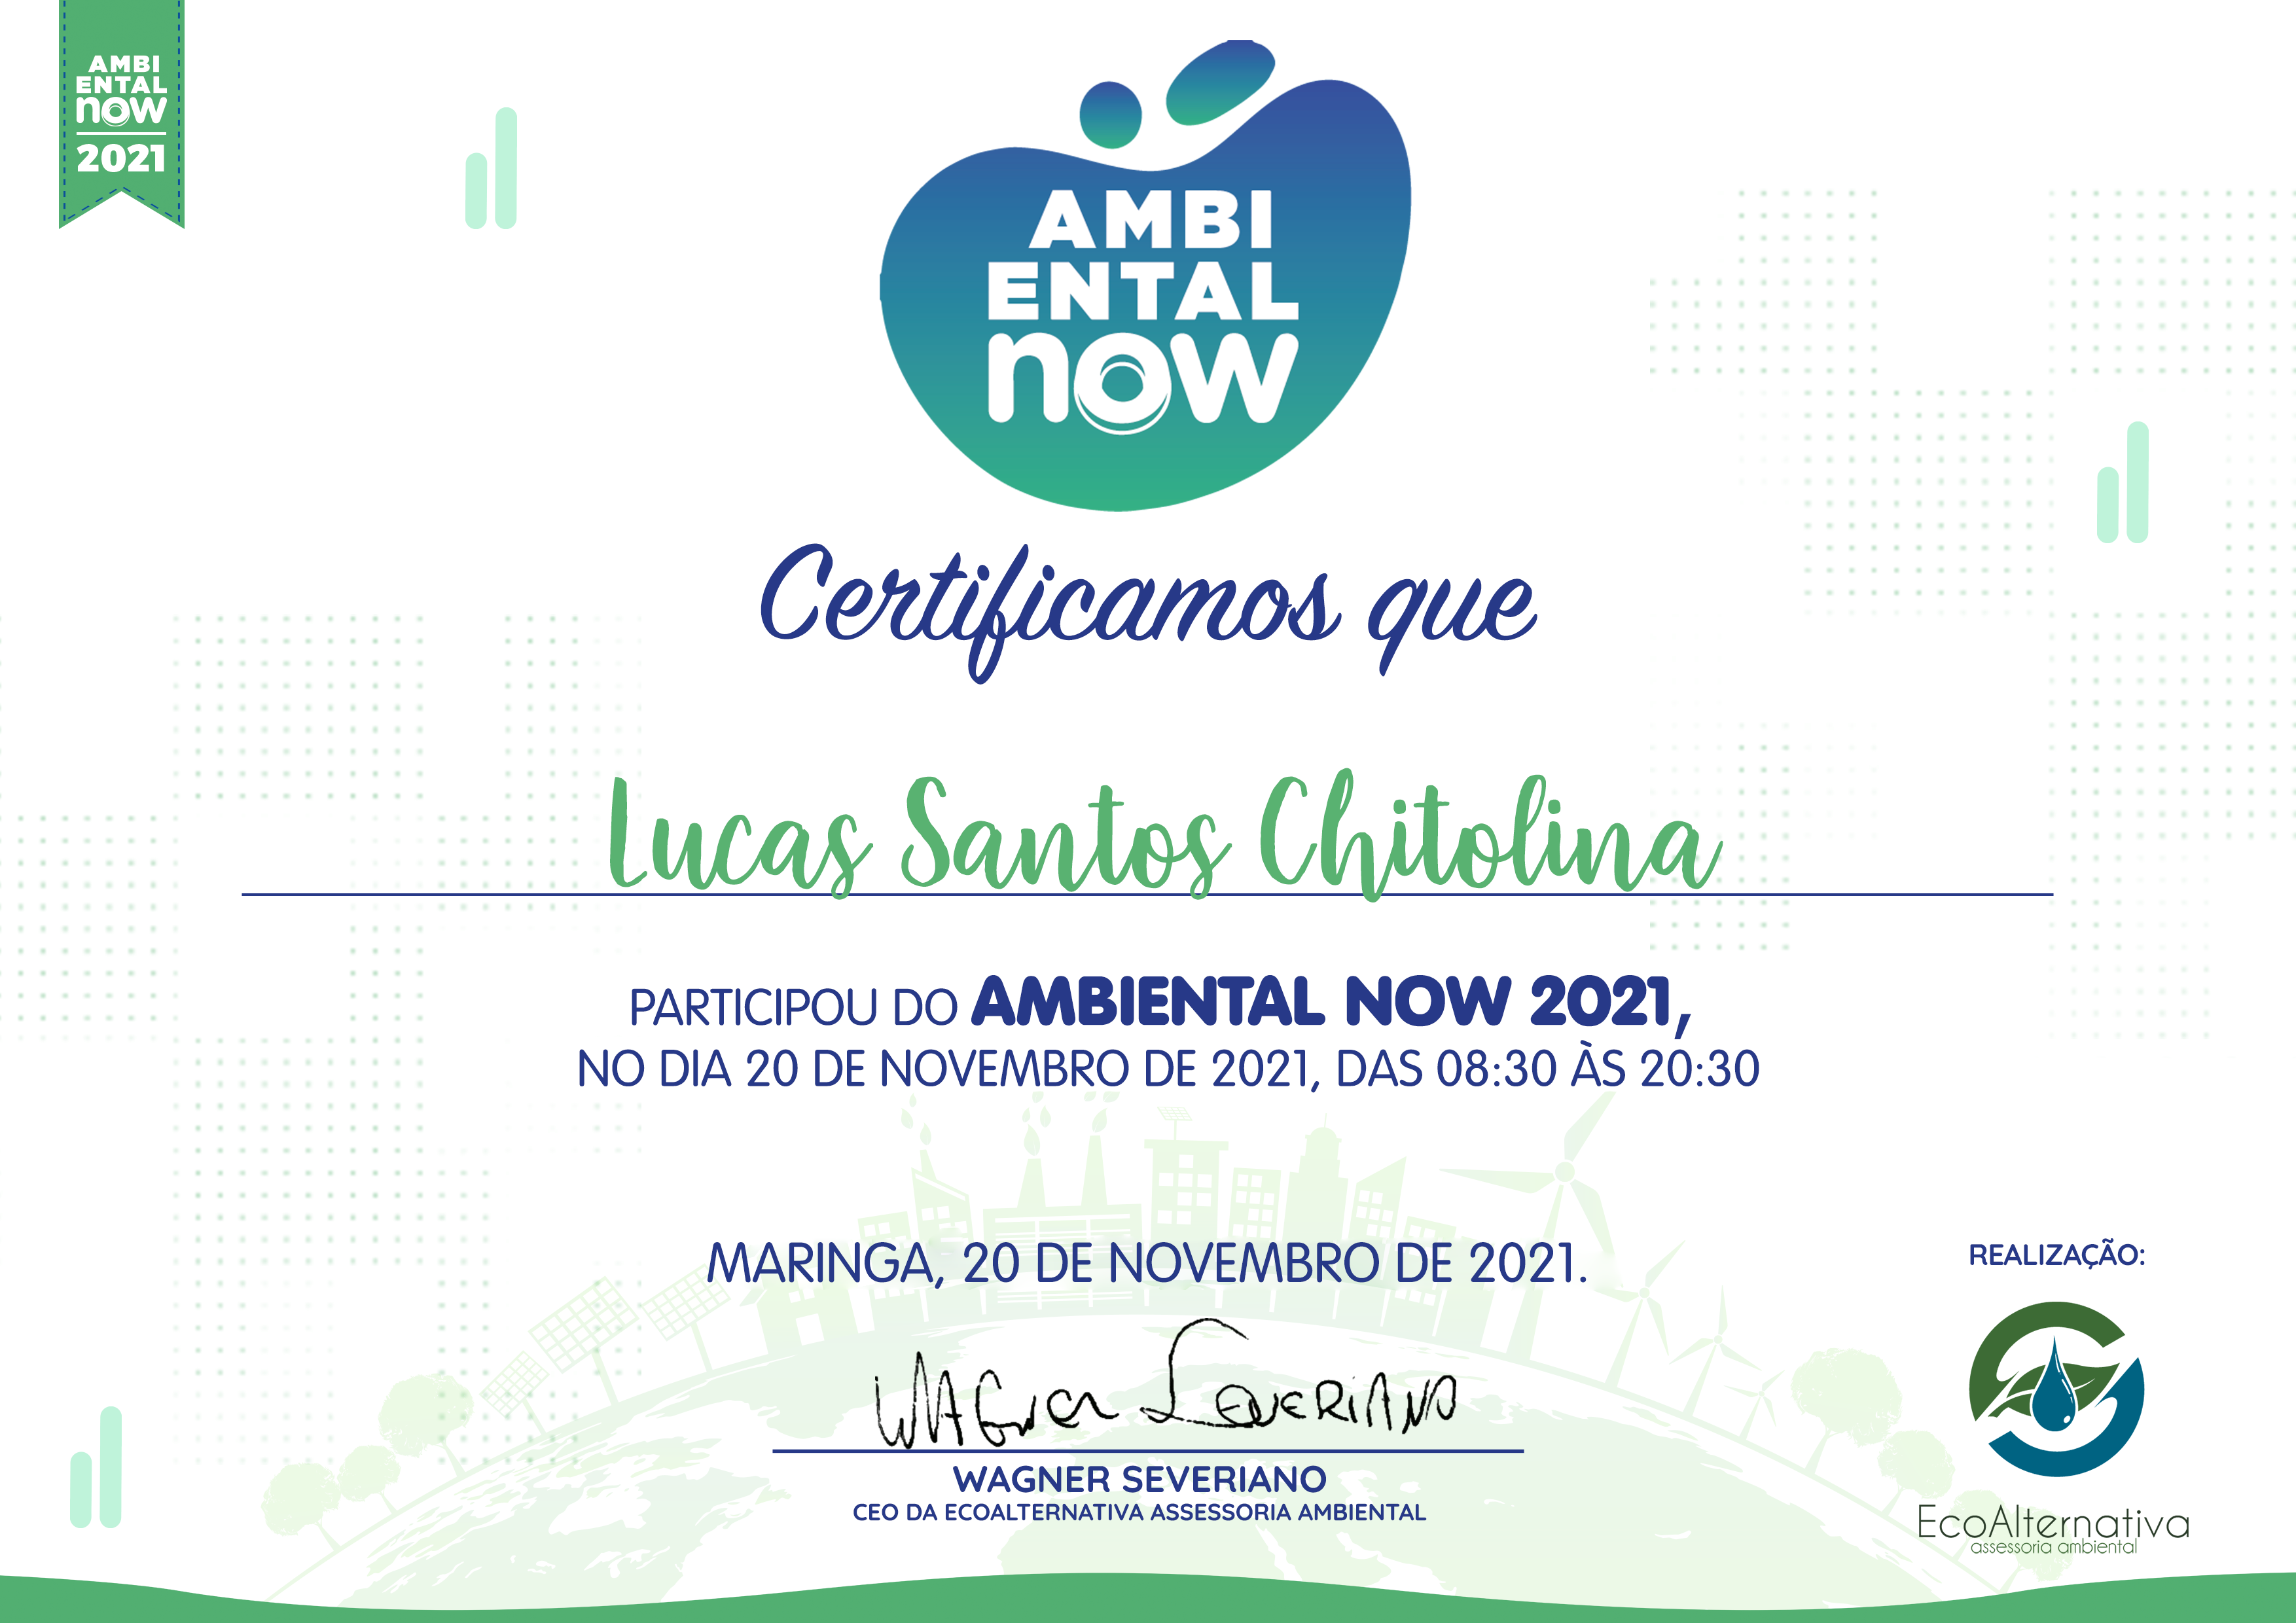 AMBI
ENTAL
now
2021
AMBI
ENTAL
now
Certificamos que
Lucas Santos Chitolina
PARTICIPOU DO AMBIENTAL NOW 2021,
NO DIA 20 DE NOVEMBRO DE 2021, DAS 08:30 ÀS 20:30
MARINGA, 20 DE NOVEMBRO DE 2021.
WAGNER SEVERIANO
WAGNER SEVERIANO
CEO DA ECOALTERNATIVA ASSESSORIA AMBIENTAL
REALIZAÇÃO:
EcoAlternativa
assessoria ambiental